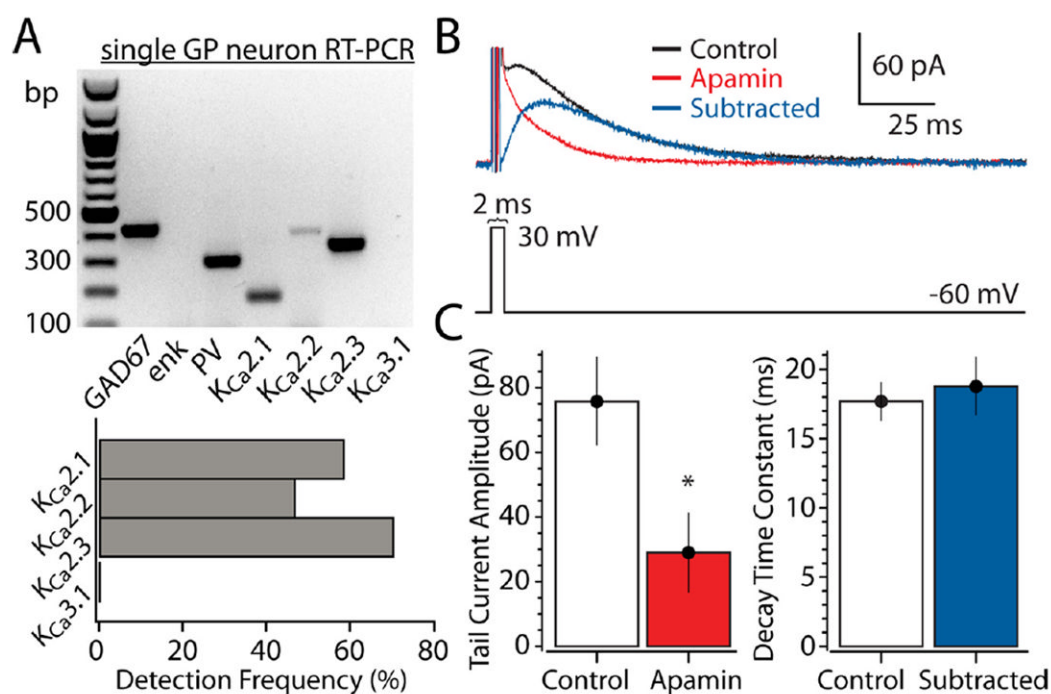 A
single GP neuron RT-PCR
bp
500
300
100
GAD67
enk
PV
KCa2.1
KCa2.2
KCa2.3
KCa3.1
KCa2.1
KCa2.2
KCa2.3
KCa3.1
0 20 40 60 80
Detection Frequency (%)
B
Control
Apamin
Subtracted
60 pA
25 ms
2 ms
30 mV
-60 mV
C
Tail Current Amplitude (pA)
80
60
40
20
0
*
Control Apamin
Decay Time Constant (ms)
20
15
10
5
0
Control Subtracted